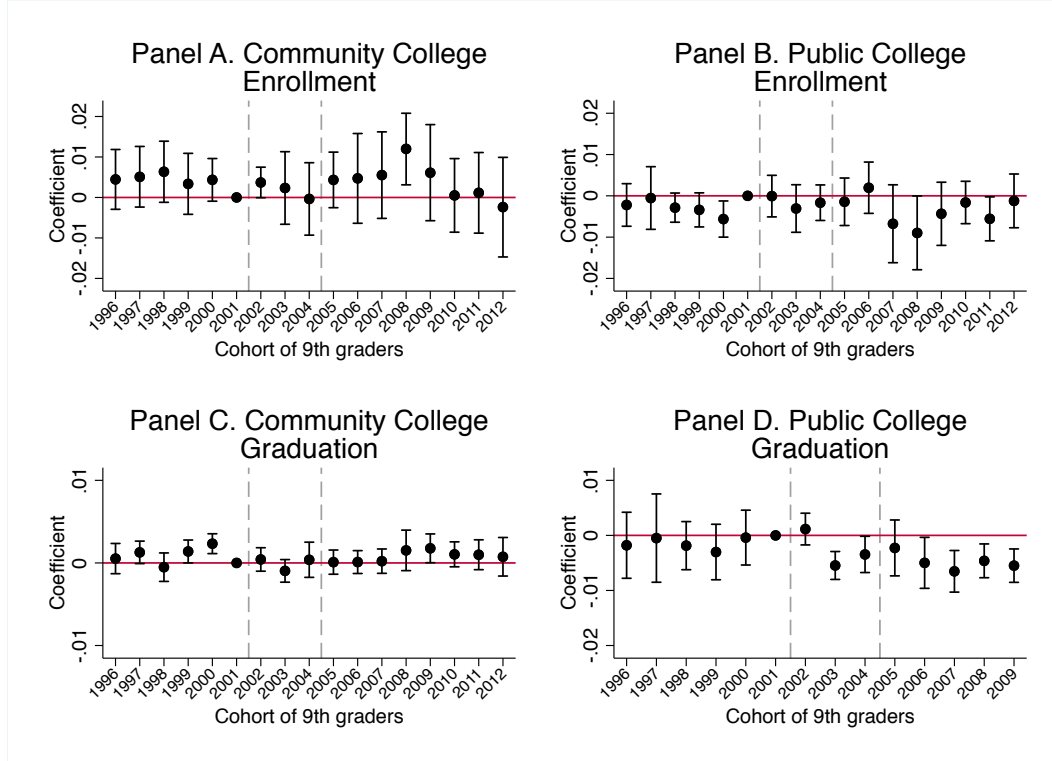 Panel A. Community College
Enrollment
Coefficient
.02
.01
0
-.01
-.02
1996 1997 1998 1999 2000 2001 2002 2003 2004 2005 2006 2007 2008 2009 2010 2011 2012
Cohort of 9th graders
Panel B. Public College
Enrollment
Coefficient
.02
.01
0
-.01
-.02
1996 1997 1998 1999 2000 2001 2002 2003 2004 2005 2006 2007 2008 2009 2010 2011 2012
Cohort of 9th graders
Panel C. Community College
Graduation
Coefficient
.01
0
-.01
1996 1997 1998 1999 2000 2001 2002 2003 2004 2005 2006 2007 2008 2009 2010 2011 2012
Cohort of 9th graders
Panel D. Public College
Graduation
Coefficient
.01
0
-.01
-.02
1996 1997 1998 1999 2000 2001 2002 2003 2004 2005 2006 2007 2008 2009
Cohort of 9th graders